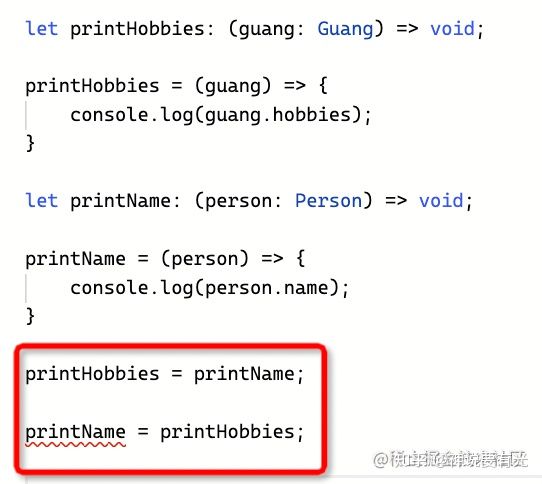 let printHobbies: (guang: Guang) => void;
printHobbies = (guang) => {
console.log(guang.hobbies);
}
let printName: (person: Person) => void;
printName = (person) => {
console.log(person.name);
}
printHobbies = printName;
printName = printHobbies;